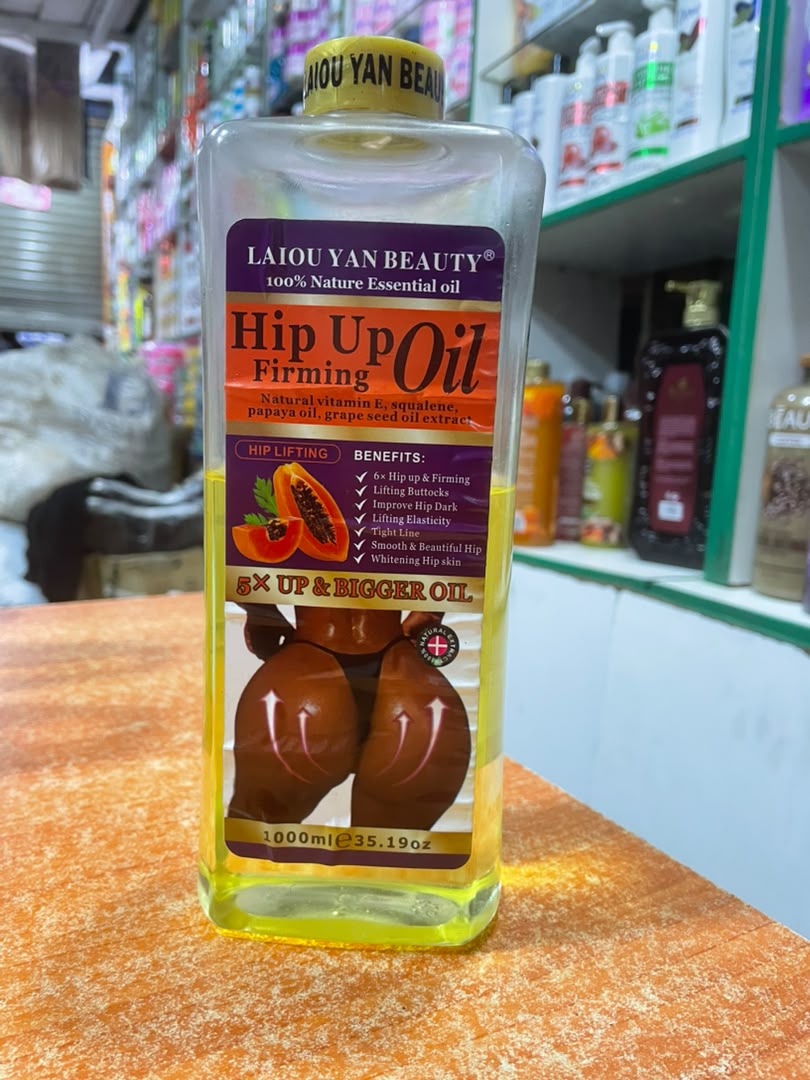 LAIOU YAN BEAU
LAIOU YAN BEAUTY®
100% Nature Essential oil
Hip Up Oil
Firming
Natural vitamin E, squalene,
papaya oil, grape seed oil extract
HIP LIFTING
BENEFITS:
✓ 6× Hip up & Firming
✓ Lifting Buttocks
✓ Improve Hip Dark
✓ Lifting Elasticity
✓ Tight Line
✓ Smooth & Beautiful Hip
✓ Whitening Hip skin
5× UP & BIGGER OIL
1000ml℮35.19oz